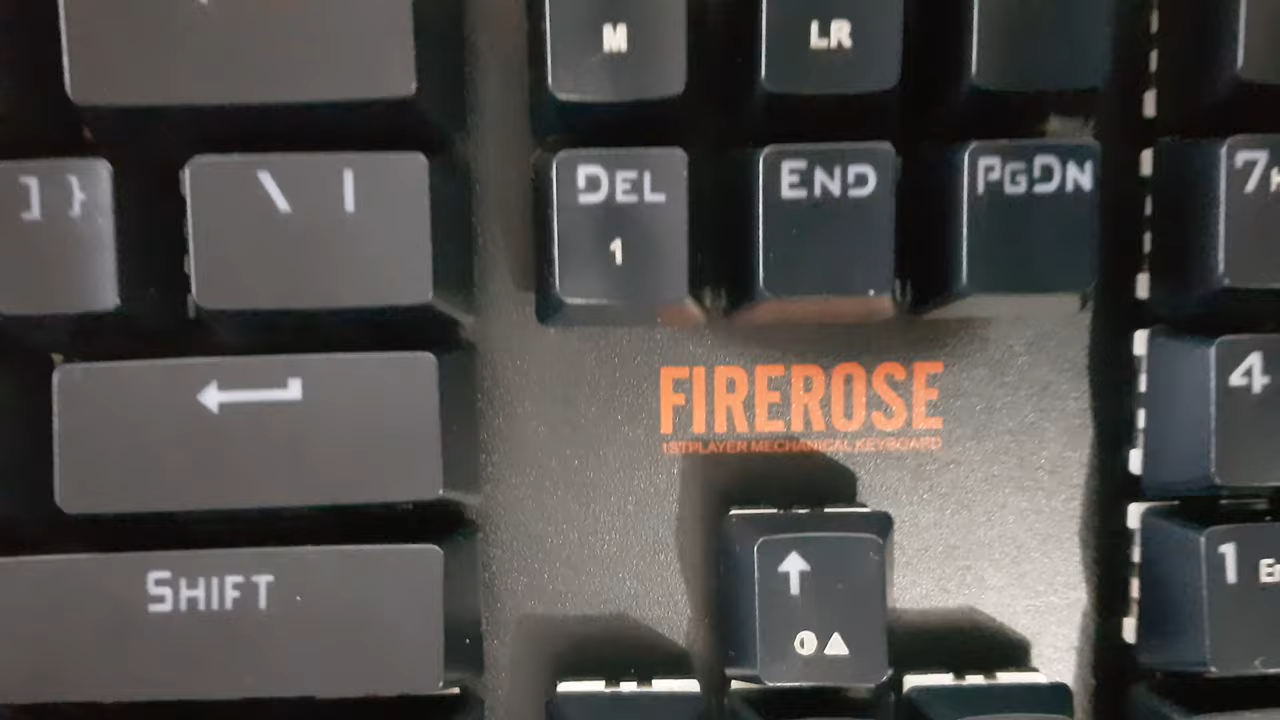 M
LR
] }
\ |
DEL
1
END
PGDN
7
FIREROSE
1STPLAYER MECHANICAL KEYBOARD
4
SHIFT
1